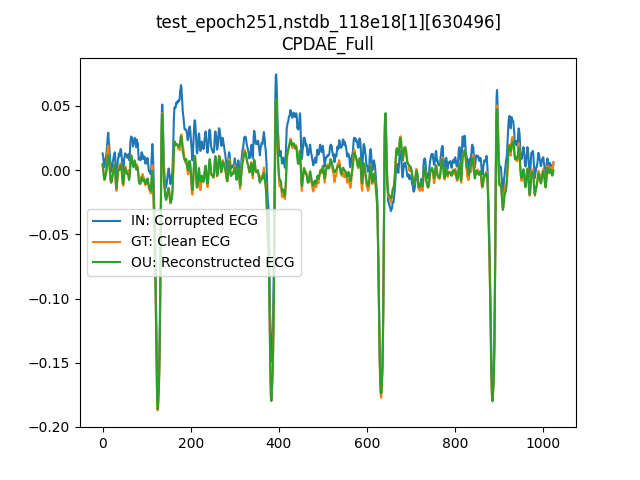 test_epoch251,nstdb_118e18[1][630496]
CPDAE_Full
0.05
0.00
−0.05
−0.10
−0.15
−0.20
IN: Corrupted ECG
GT: Clean ECG
OU: Reconstructed ECG
0 200 400 600 800 1000